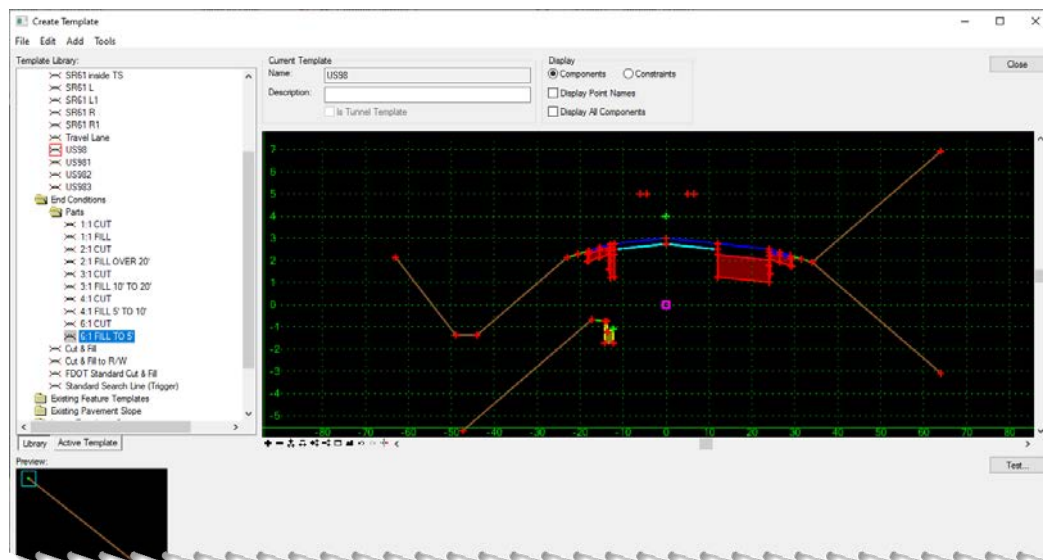 Create Template
File Edit Add Tools
Template Library:
SR61 inside TS
SR61 L
SR61 L1
SR61 R
SR61 R1
Travel Lane
US98
US981
US982
US983
End Conditions
Parts
1:1 CUT
1:1 FILL
2:1 CUT
2:1 FILL OVER 20'
3:1 CUT
3:1 FILL 10' TO 20'
4:1 CUT
4:1 FILL 5' TO 10'
6:1 CUT
6:1 FILL TO 5'
Cut & Fill
Cut & Fill to R/W
FDOT Standard Cut & Fill
Standard Search Line (Trigger)
Existing Feature Templates
Existing Pavement Slope
Library Active Template
Preview:
Current Template
Name: US98
Description:
Is Tunnel Template
Display
Components Constraints
Display Point Names
Display All Components
Close
7
6
5
4
3
2
1
0
-1
-2
-3
-4
-5
-80 -70 -60 -50 -40 -30 -20 -10 0 10 20 30 40 50 60 70 80
Test...